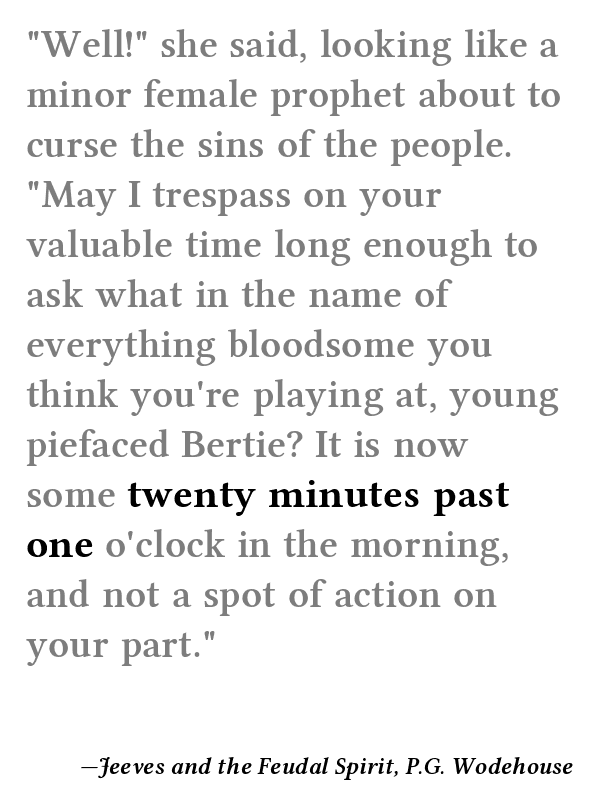 "Well!" she said, looking like a
minor female prophet about to
curse the sins of the people.
"May I trespass on your
valuable time long enough to
ask what in the name of
everything bloodsome you
think you're playing at, young
piefaced Bertie? It is now
some twenty minutes past
one o'clock in the morning,
and not a spot of action on
your part."
—Jeeves and the Feudal Spirit, P.G. Wodehouse